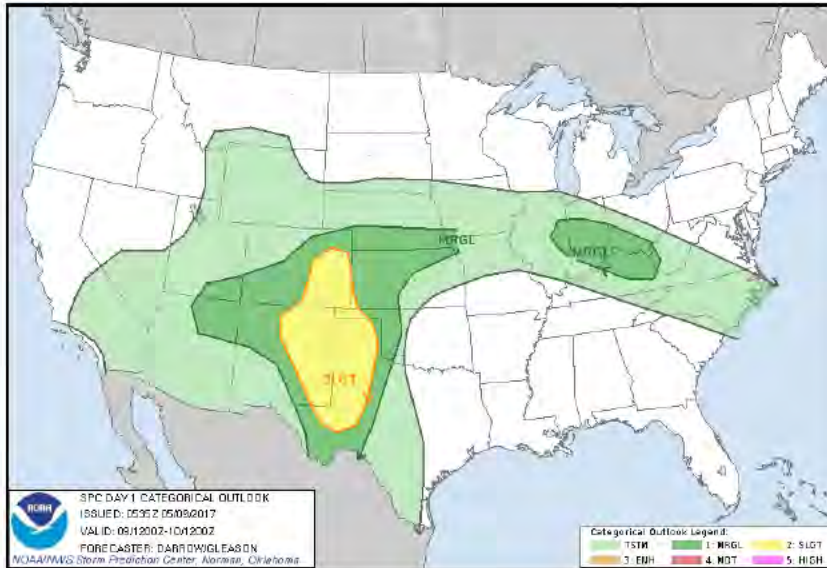 MRGL
MRGL
SLGT
SPC DAY 1 CATEGORICAL OUTLOOK
ISSUED: 0535Z 05/09/2017
VALID: 09/1200Z-10/1200Z
FORECASTER: DARROW/GLEASON
NOAA/NWS Storm Prediction Center, Norman, Oklahoma
NOAA
Categorical Outlook Legend:
TSTM 1: MRGL 2: SLGT
3: ENH 4: MDT 5: HIGH